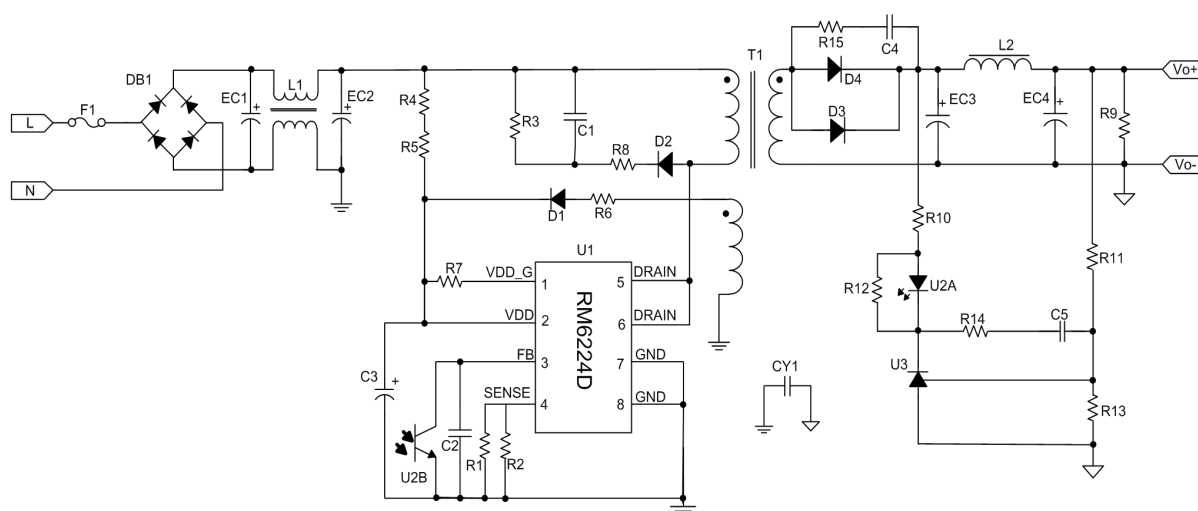 DB1
F1
L
N
EC1
+
L1
EC2
+
R4
R5
R3
C1
R8
D2
D1
R6
T1
R15
C4
D4
D3
L2
EC3
+
EC4
+
R9
Vo+
Vo-
R10
R11
R12
U2A
R14
C5
U3
R13
U1
RM6224D
R7
VDD_G
1
VDD
2
FB
3
SENSE
4
5
DRAIN
6
DRAIN
7
GND
8
GND
C3
+
U2B
C2
R1
R2
CY1